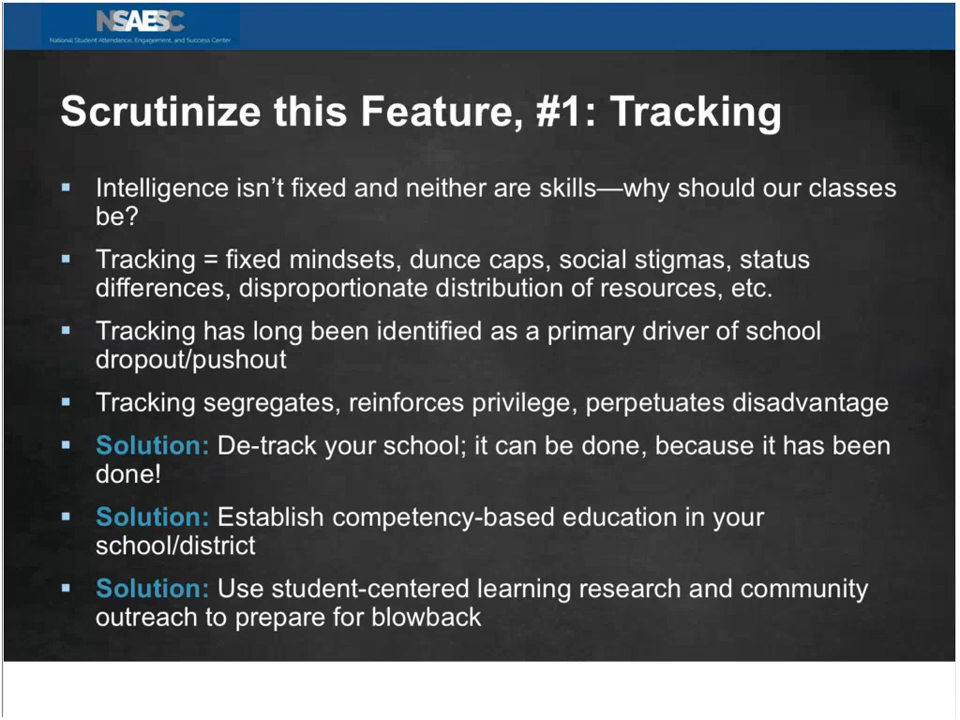 NSAESC
National Student Attendance, Engagement, and Success Center
Scrutinize this Feature, #1: Tracking
Intelligence isn’t fixed and neither are skills—why should our classes
be?
Tracking = fixed mindsets, dunce caps, social stigmas, status
differences, disproportionate distribution of resources, etc.
Tracking has long been identified as a primary driver of school
dropout/pushout
Tracking segregates, reinforces privilege, perpetuates disadvantage
Solution: De-track your school; it can be done, because it has been
done!
Solution: Establish competency-based education in your
school/district
Solution: Use student-centered learning research and community
outreach to prepare for blowback